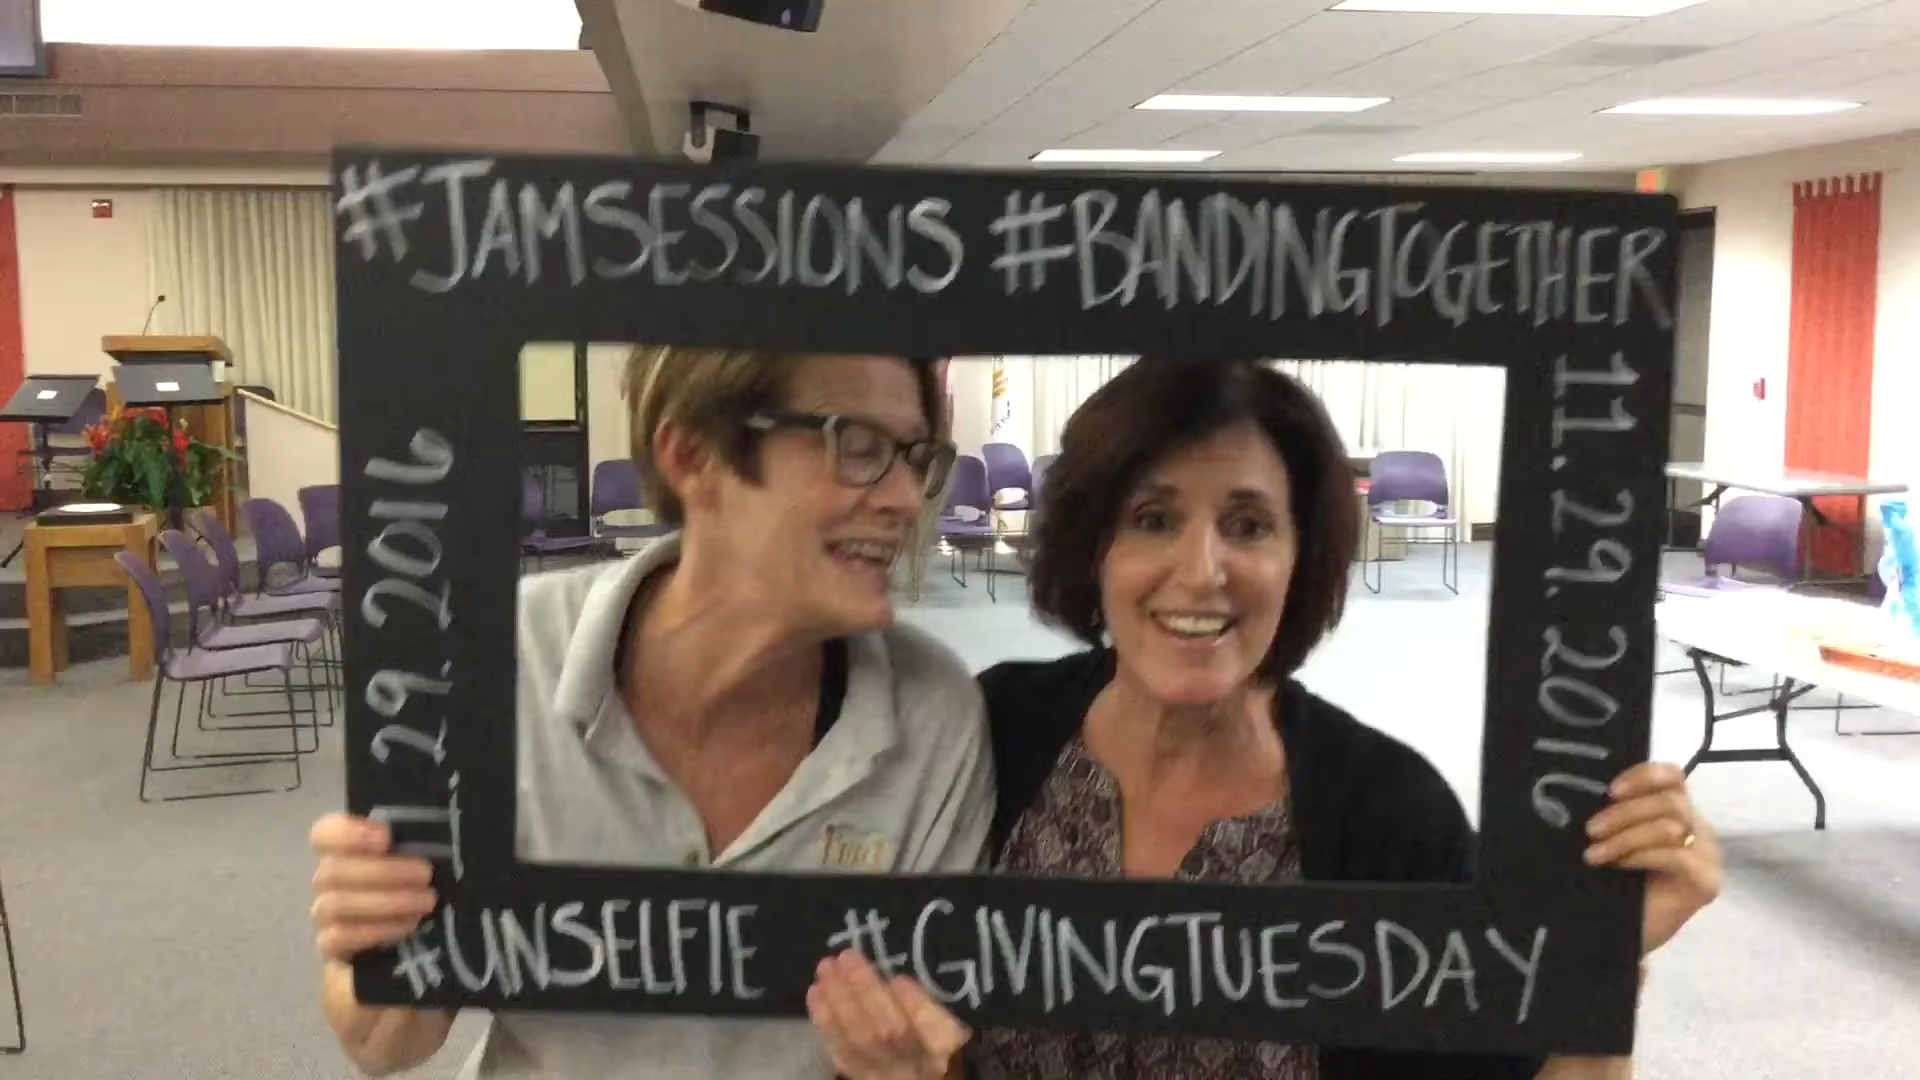 #JAMSESSIONS #BANDINGTOGETHER
11.29.2016
11.29.2016
#UNSELFIE #GIVINGTUESDAY